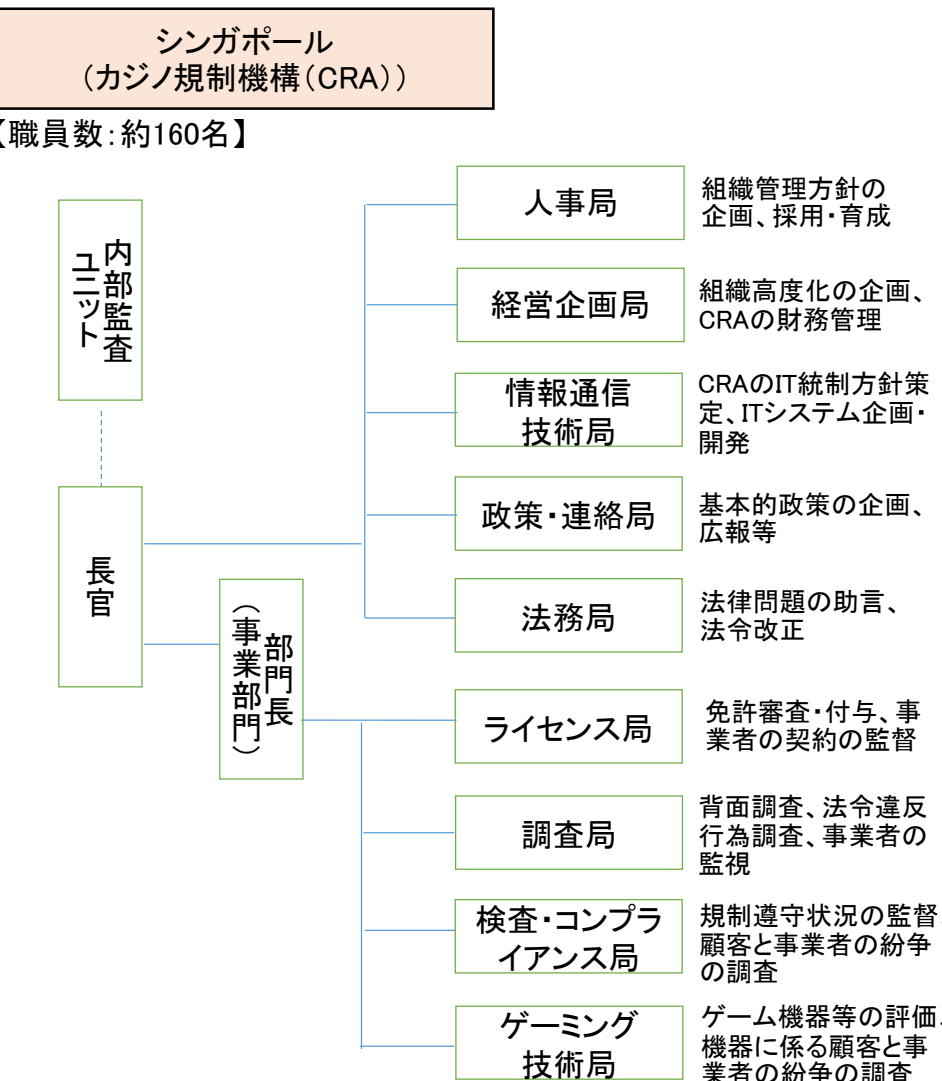 シンガポール
（カジノ規制機構（CRA））
【職員数：約160名】
内部監査
ユニット
長官
部門長
（事業部門）
人事局
組織管理方針の
企画、採用・育成
経営企画局
組織高度化の企画、
CRAの財務管理
情報通信
技術局
CRAのIT統制方針策
定、ITシステム企画・
開発
政策・連絡局
基本的政策の企画、
広報等
法務局
法律問題の助言、
法令改正
ライセンス局
免許審査・付与、事
業者の契約の監督
調査局
背面調査、法令違反
行為調査、事業者の
監視
検査・コンプラ
イアンス局
規制遵守状況の監督、
顧客と事業者の紛争
の調査
ゲーミング
技術局
ゲーム機器等の評価、
機器に係る顧客と事
業者の紛争の調査